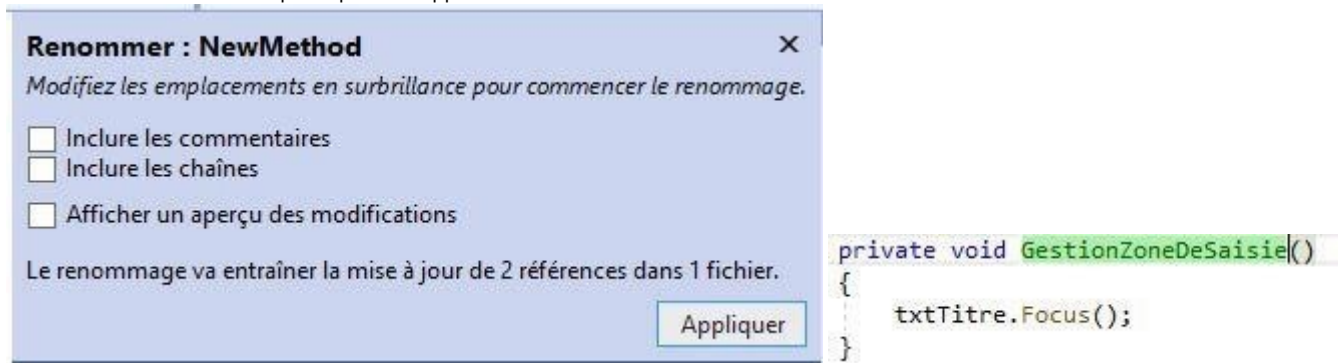 Renommer : NewMethod
Modifiez les emplacements en surbrillance pour commencer le renommage.
Inclure les commentaires
Inclure les chaînes
Afficher un aperçu des modifications
Le renommage va entraîner la mise à jour de 2 références dans 1 fichier.
Appliquer
private void GestionZoneDeSaisie()
{
txtTitre.Focus();
}